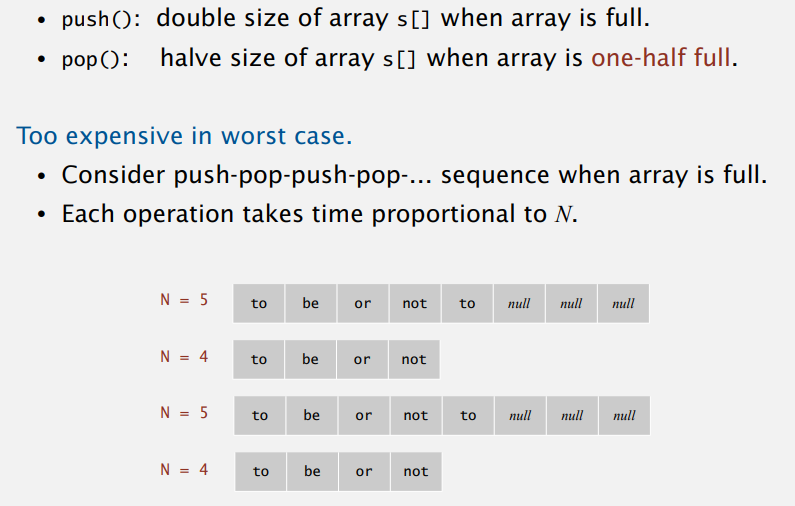 • push(): double size of array s[] when array is full.
• pop(): halve size of array s[] when array is one-half full.
Too expensive in worst case.
• Consider push-pop-push-pop-... sequence when array is full.
• Each operation takes time proportional to N.
N = 5 to be or not to null null null
N = 4 to be or not
N = 5 to be or not to null null null
N = 4 to be or not